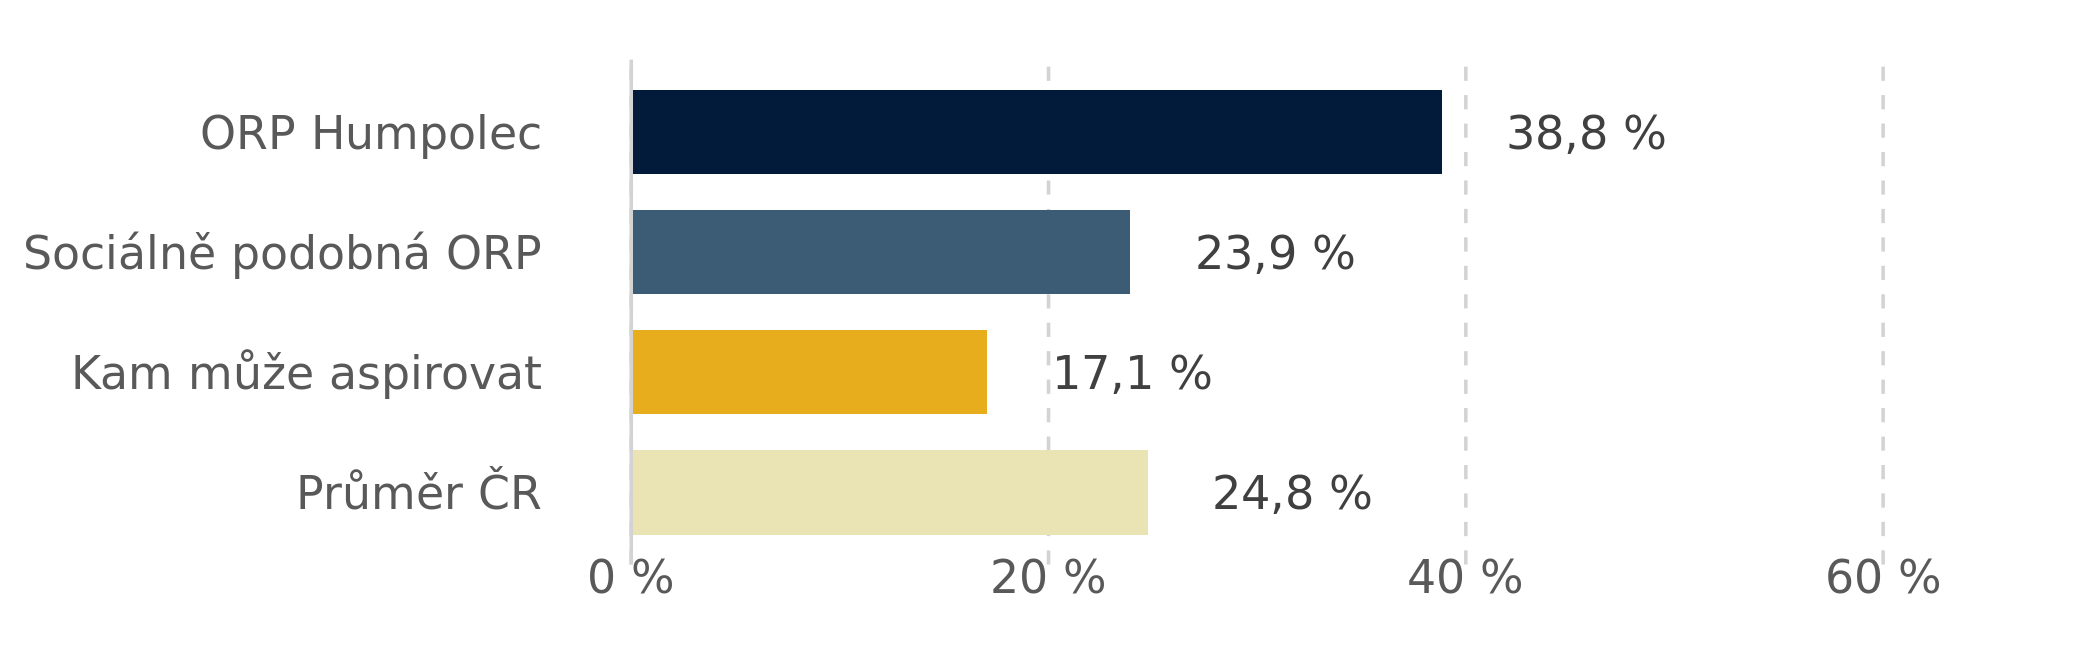 ORP Humpolec 38,8 %
Sociálně podobná ORP 23,9 %
Kam může aspirovat 17,1 %
Průměr ČR 24,8 %
0 % 20 % 40 % 60 %